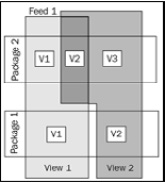 Feed 1
Package 2
V1 V2 V3
Package 1
V1 V2
View 1 View 2